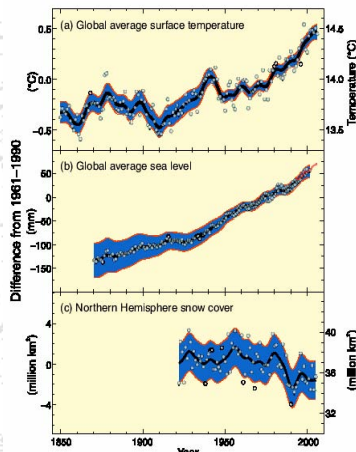 (a) Global average surface temperature
0.5
0.0
−0.5
(°C)
14.5
14.0
13.5
Temperature (°C)
Difference from 1961–1990
(b) Global average sea level
50
0
−50
−100
−150
(mm)
(c) Northern Hemisphere snow cover
4
0
−4
(million km²)
40
36
32
(million km²)
1850
1900
1950
2000
Year